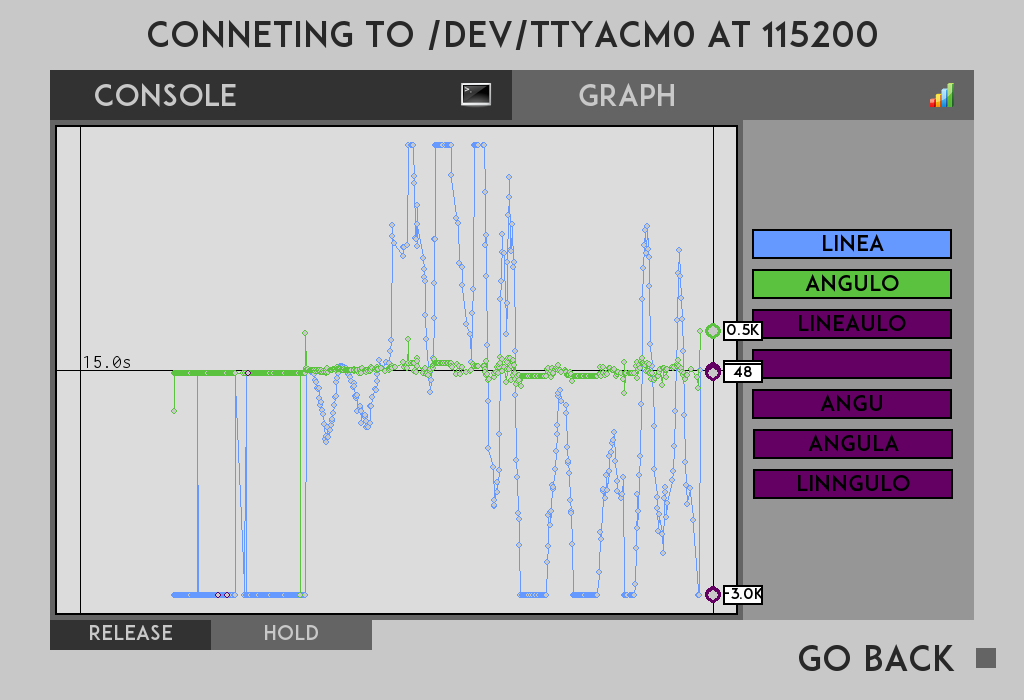 CONNETING TO /DEV/TTYACM0 AT 115200
CONSOLE
GRAPH
LINEA
ANGULO
0.5K
LINEAULO
15.0s
48
ANGU
ANGULA
LINNGULO
-3.0K
RELEASE
HOLD
GO BACK